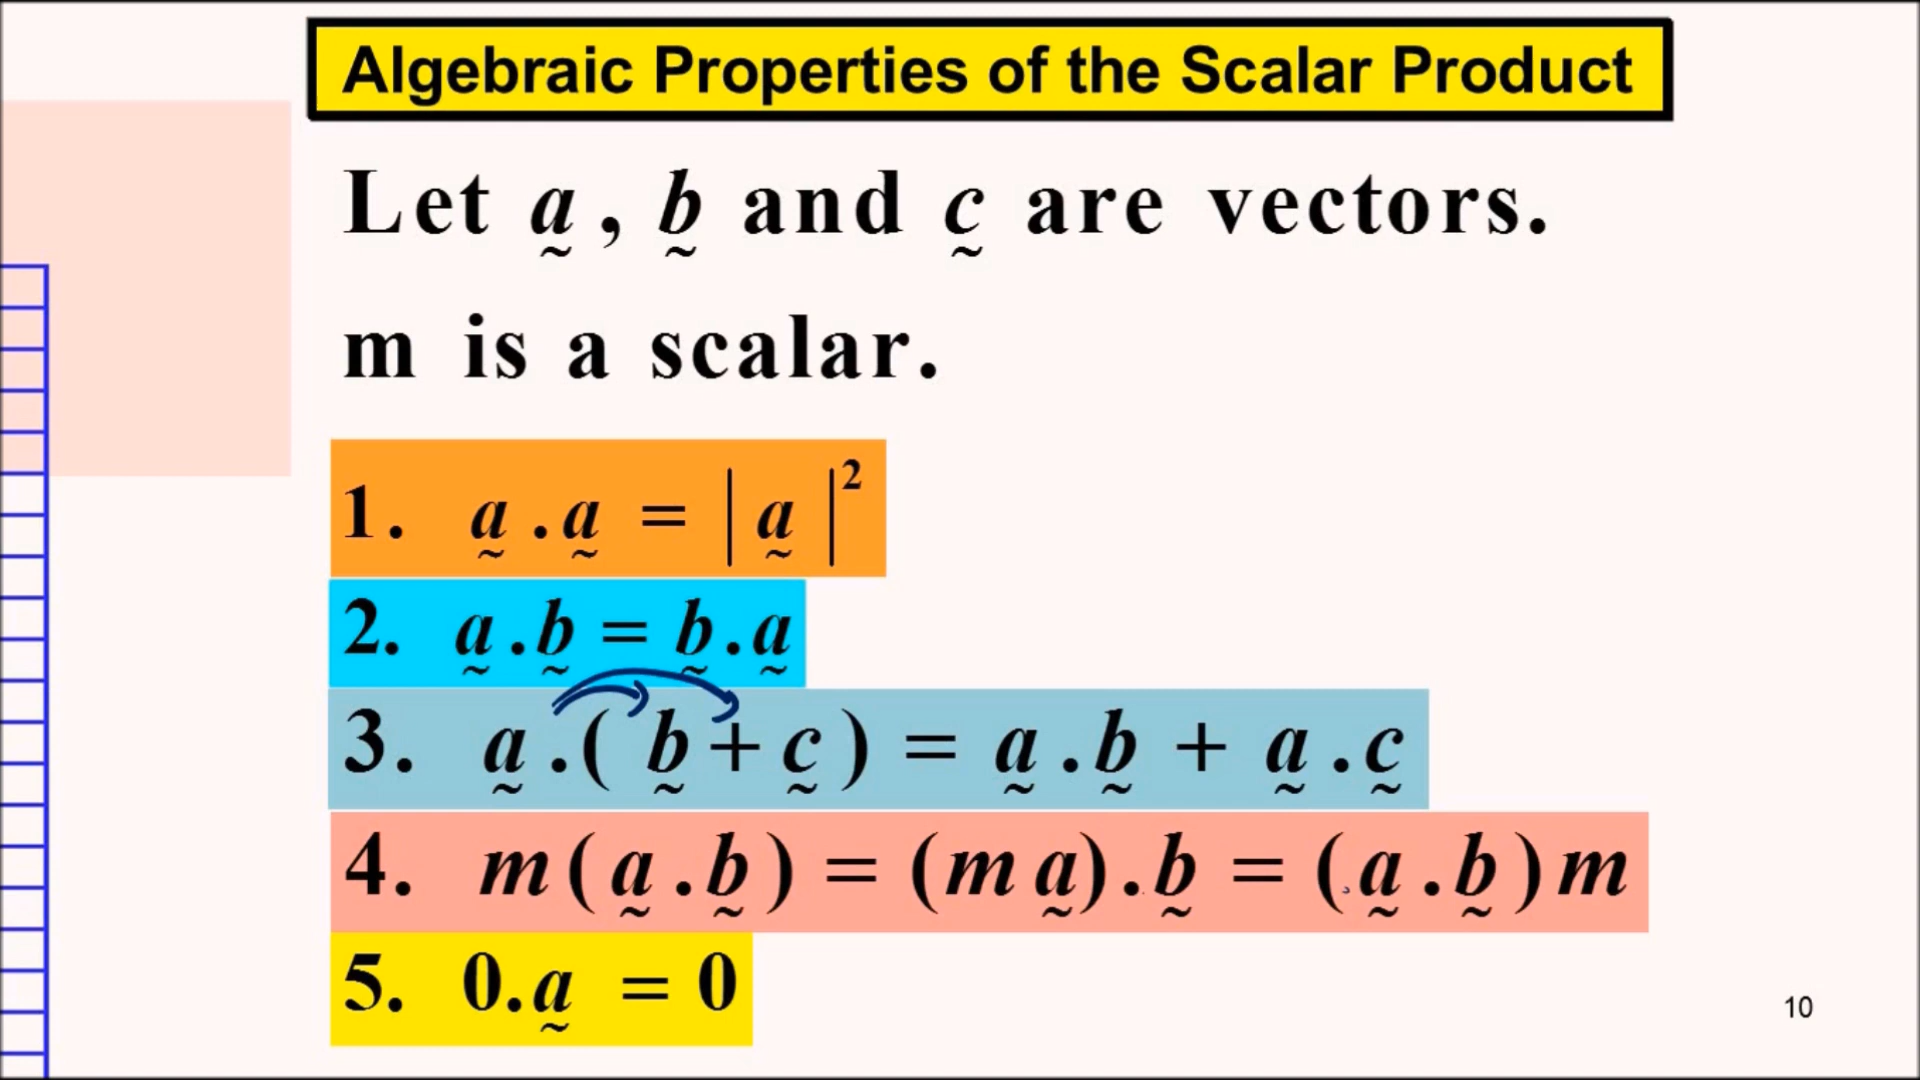 Algebraic Properties of the Scalar Product
Let a̰ , b̰ and c̰ are vectors.
m is a scalar.
1. a̰ . a̰ = | a̰ |²
2. a̰ . b̰ = b̰ . a̰
3. a̰ . ( b̰ + c̰ ) = a̰ . b̰ + a̰ . c̰
4. m ( a̰ . b̰ ) = (m a̰) . b̰ = ( a̰ . b̰ ) m
5. 0. a̰ = 0
10